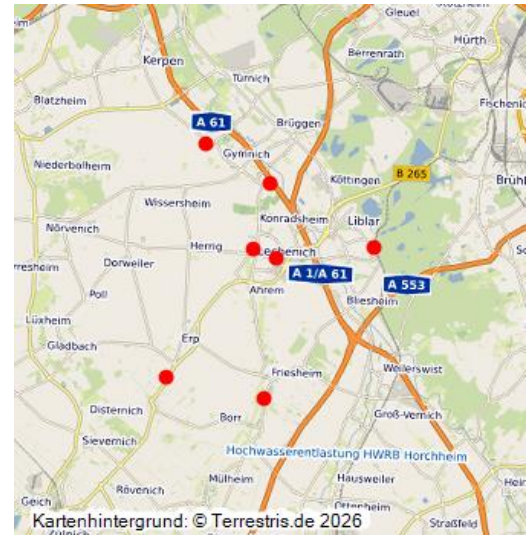 Gleuel
Hürth
Berrenrath
Kerpen
Türnich
Blatzheim
Brüggen
A 61
Gymnich
Niederbolheim
Köttingen
B 265
Wissersheim
Konradsheim
Liblar
Nörvenich
Herrig
Lechenich
A 1/A 61
A 553
Dorweiler
Poll
Ahrem
Bliesheim
Lüxheim
Gladbach
Erp
Friesheim
Weilerswist
Disternich
Borr
Groß-Vernich
Sievernich
Hochwasserentlastung HWRB Horchheim
Mülheim
Hausweiler
Rövenich
Geich
Straßfeld
Kartenhintergrund: © Terrestris.de 2026